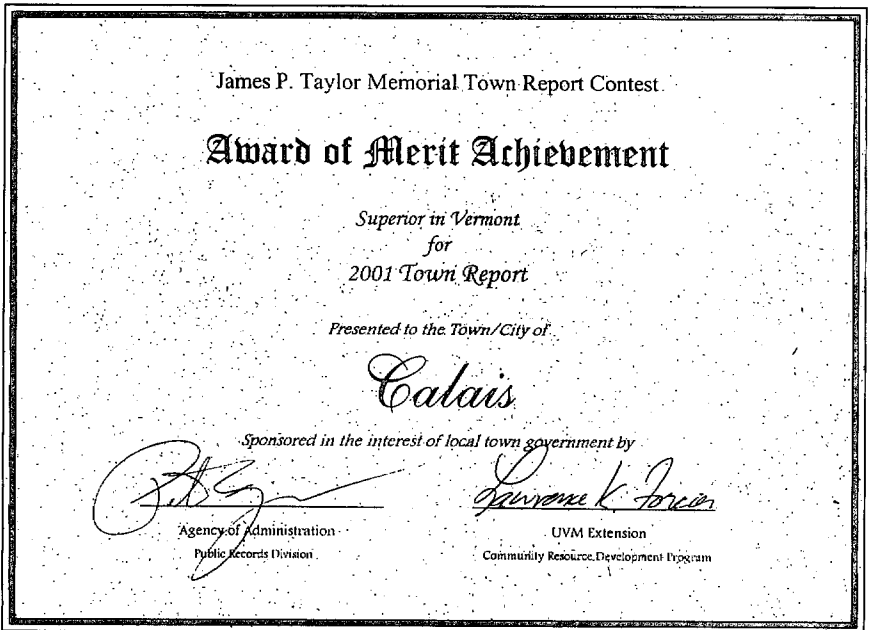 James P. Taylor Memorial Town Report Contest
Award of Merit Achievement
Superior in Vermont
for
2001 Town Report
Presented to the Town/City of
Calais
Sponsored in the interest of local town government by
Lawrence K. Forcier
Agency of Administration
UVM Extension
Public Records Division
Community Resource Development Program